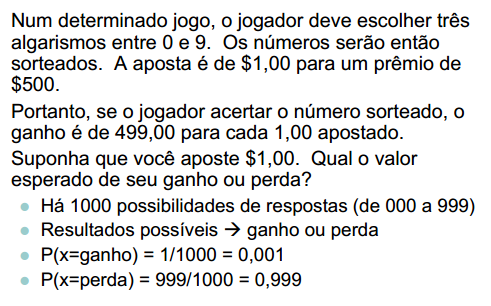 Num determinado jogo, o jogador deve escolher três
algarismos entre 0 e 9.  Os números serão então
sorteados.  A aposta é de $1,00 para um prêmio de
$500.
Portanto, se o jogador acertar o número sorteado, o
ganho é de 499,00 para cada 1,00 apostado.
Suponha que você aposte $1,00.  Qual o valor
esperado de seu ganho ou perda?
• Há 1000 possibilidades de respostas (de 000 a 999)
• Resultados possíveis → ganho ou perda
• P(x=ganho) = 1/1000 = 0,001
• P(x=perda) = 999/1000 = 0,999